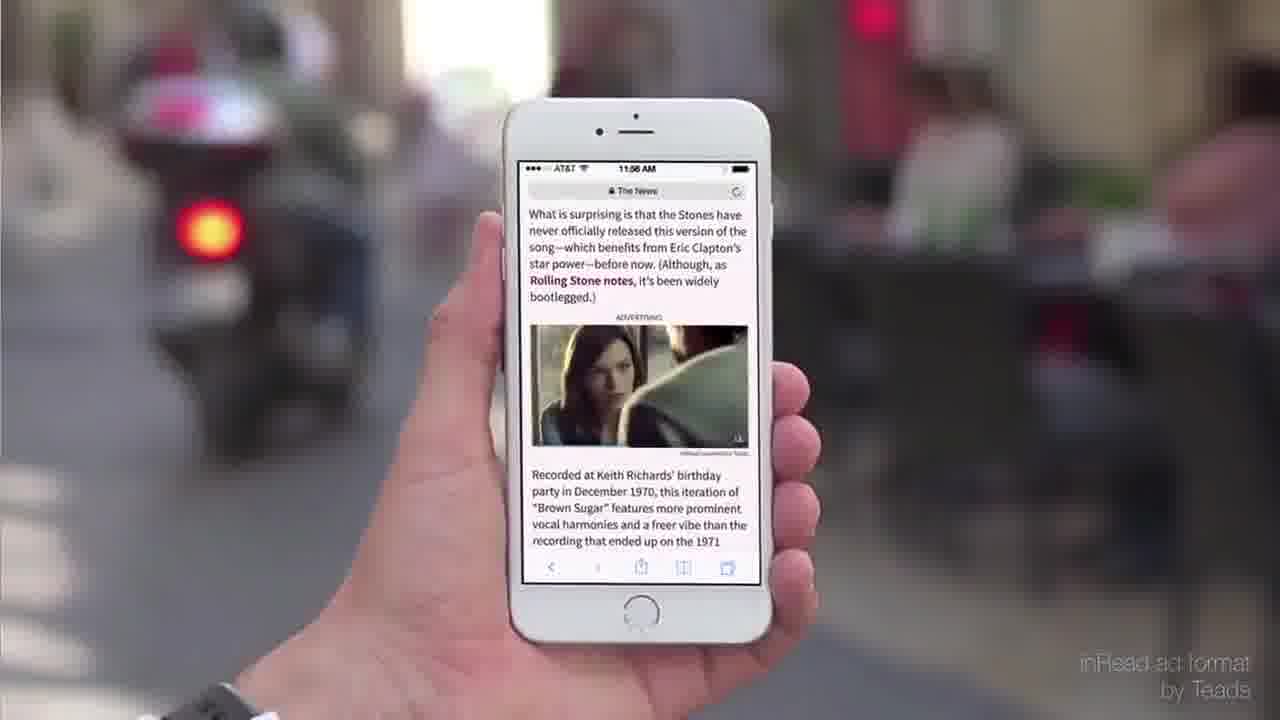 AT&T
11:56 AM
The News
What is surprising is that the Stones have
never officially released this version of the
song—which benefits from Eric Clapton's
star power—before now. (Although, as
Rolling Stone notes, it's been widely
bootlegged.)
ADVERTISING
Recorded at Keith Richards' birthday
party in December 1970, this iteration of
"Brown Sugar" features more prominent
vocal harmonies and a freer vibe than the
recording that ended up on the 1971
inRead ad format
by Teads